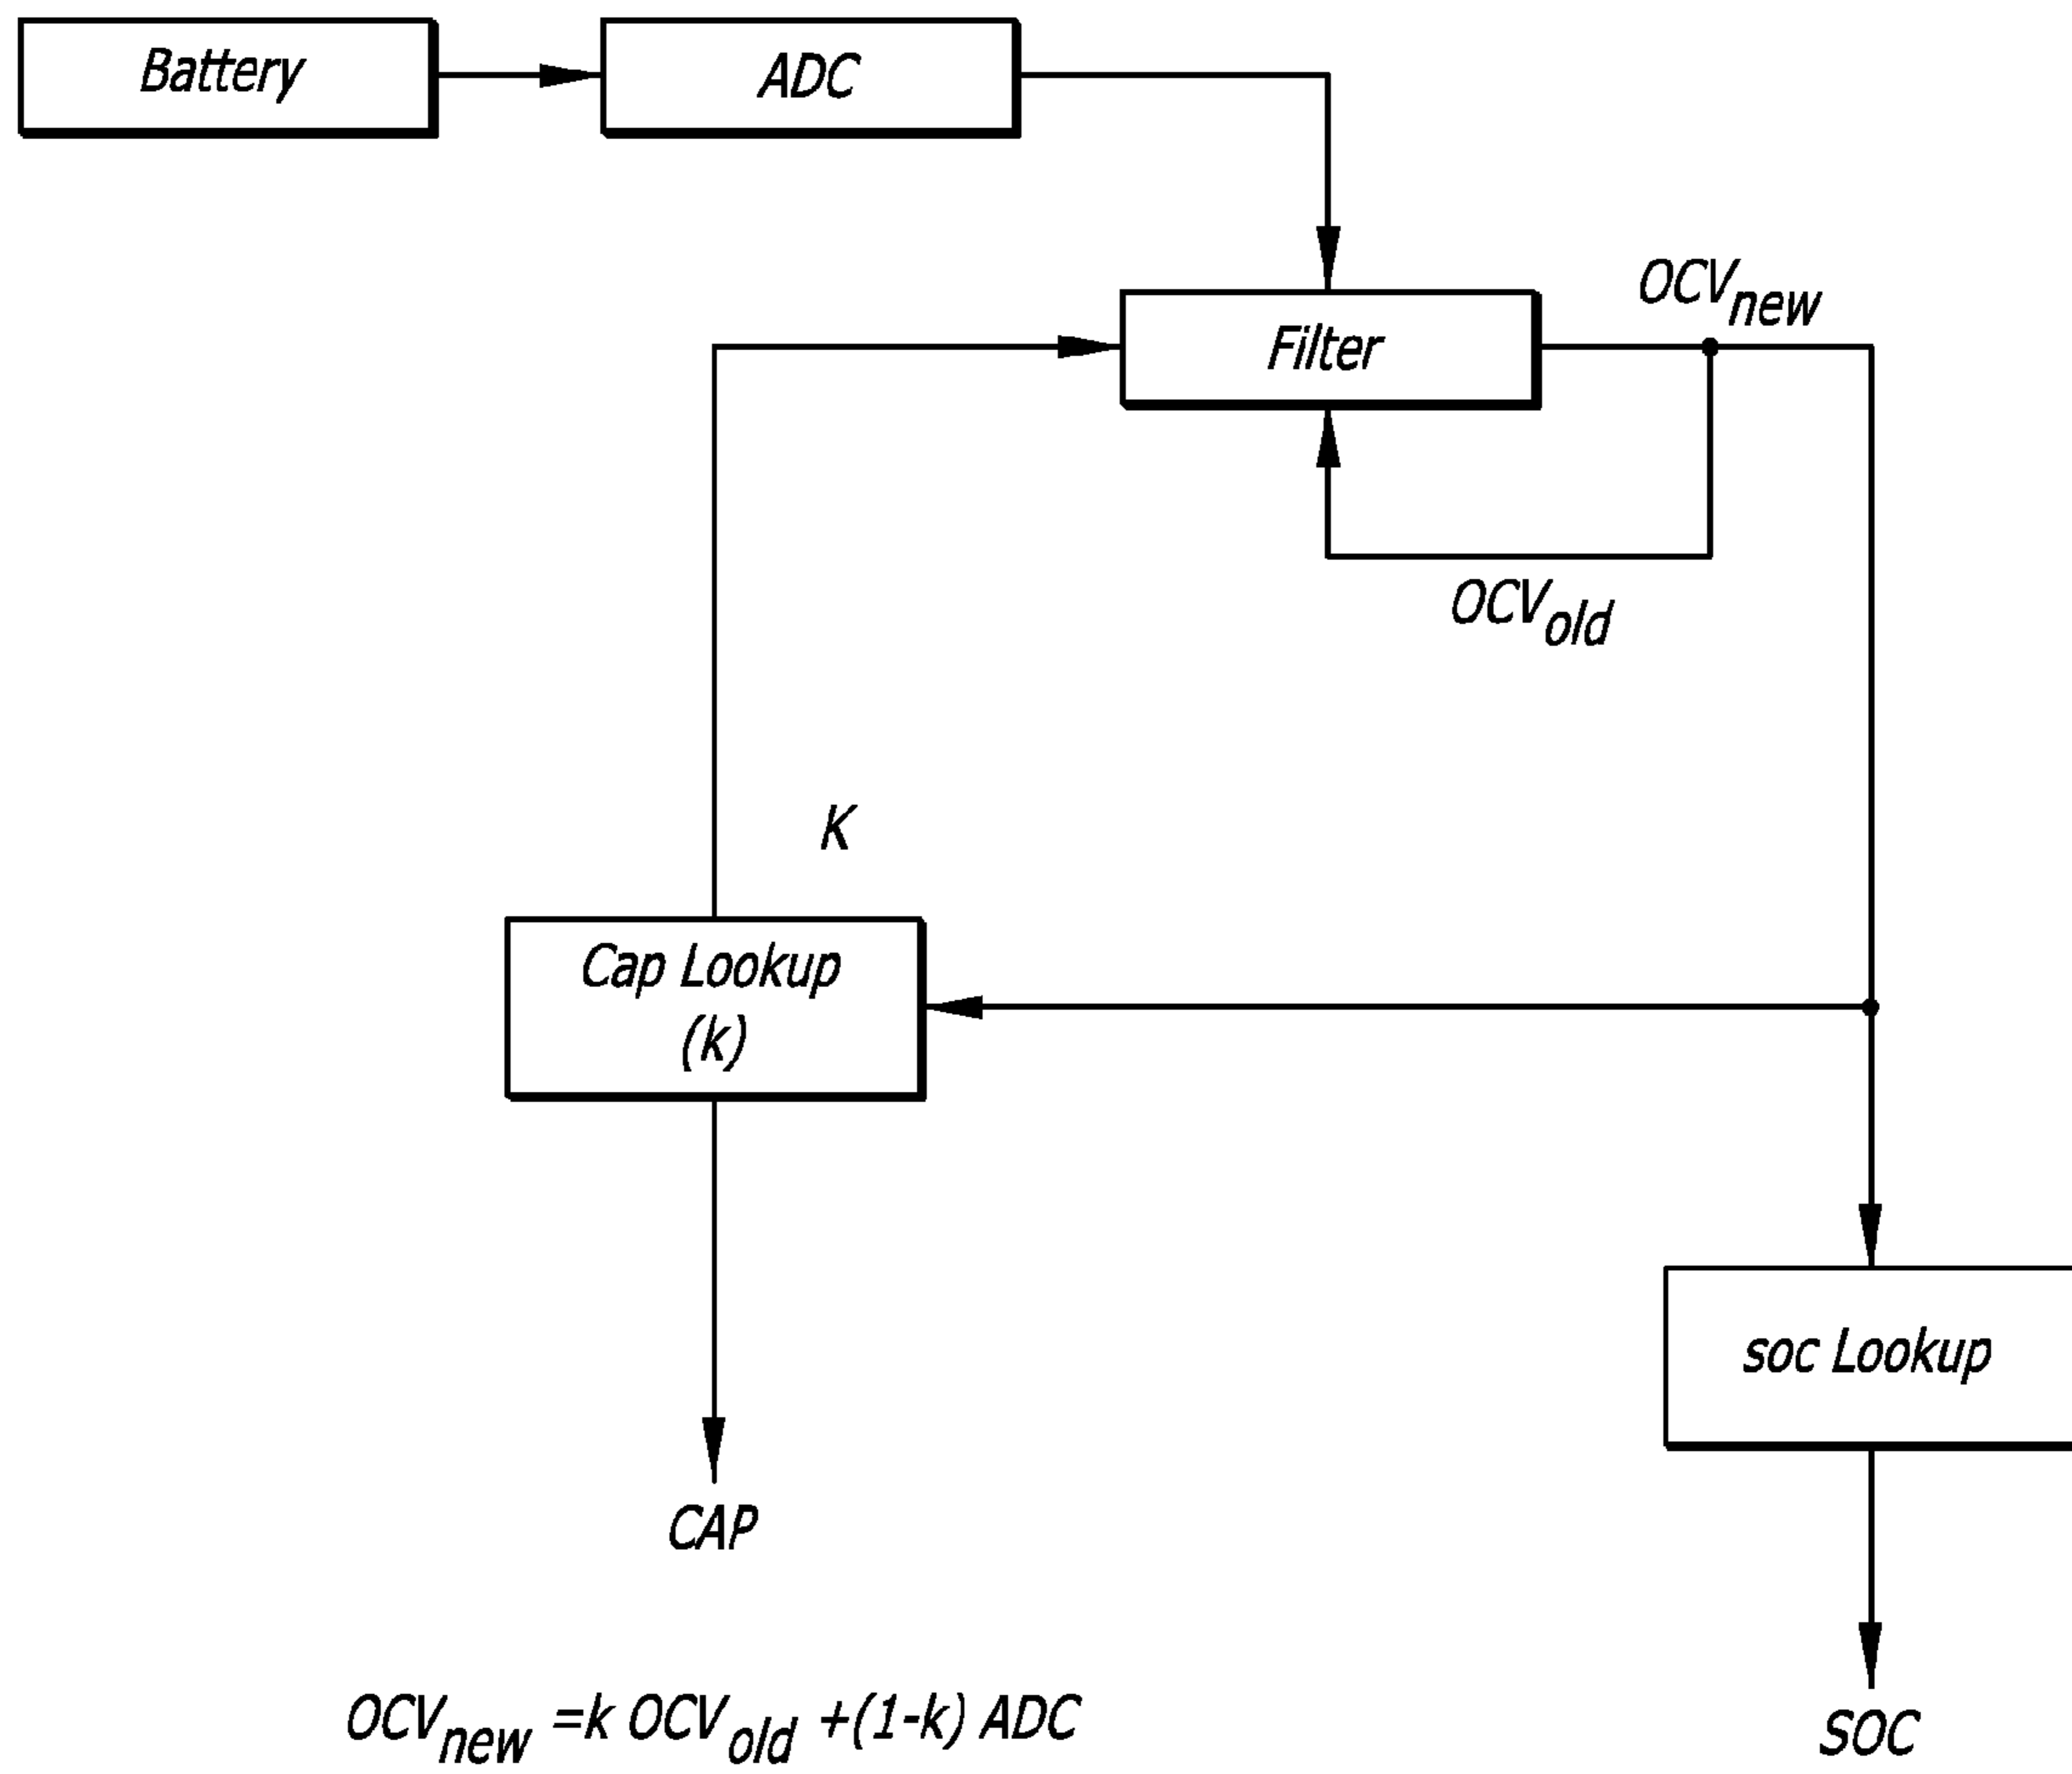 Battery
ADC
OCVnew
Filter
OCVold
K
Cap Lookup
(k)
soc Lookup
CAP
OCVnew =k OCVold +(1-k) ADC
SOC